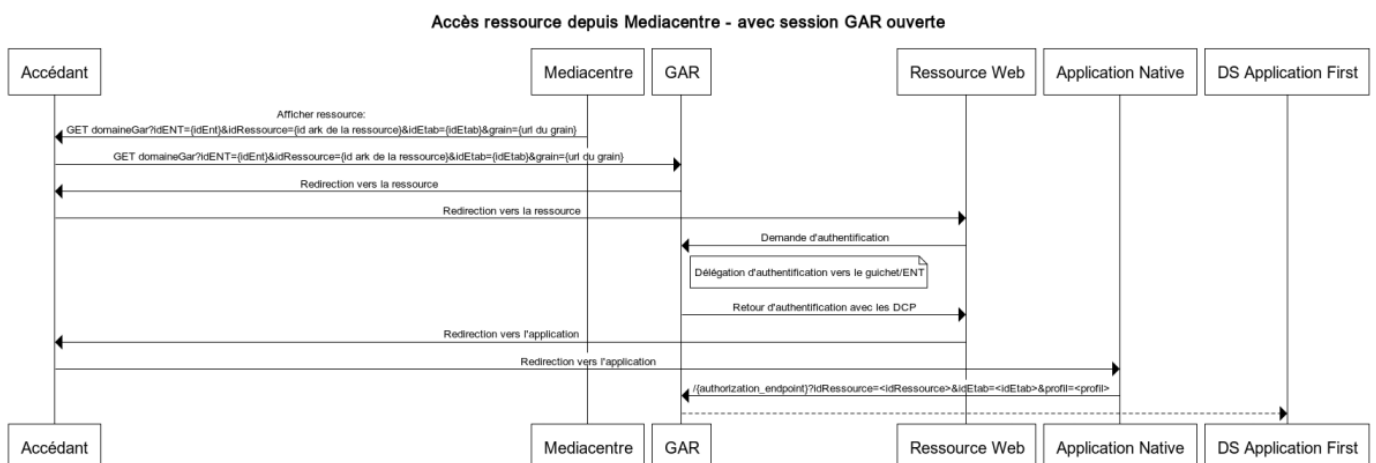 Accès ressource depuis Mediacentre - avec session GAR ouverte
Accédant
Mediacentre
GAR
Ressource Web
Application Native
DS Application First
Afficher ressource:
GET domaineGar?idENT={idEnt}&idRessource={id ark de la ressource}&idEtab={idEtab}&grain={url du grain}
GET domaineGar?idENT={idEnt}&idRessource={id ark de la ressource}&idEtab={idEtab}&grain={url du grain}
Redirection vers la ressource
Redirection vers la ressource
Demande d'authentification
Délégation d'authentification vers le guichet/ENT
Retour d'authentification avec les DCP
Redirection vers l'application
Redirection vers l'application
/{authorization_endpoint}?idRessource=<idRessource>&idEtab=<idEtab>&profil=<profil>
Accédant
Mediacentre
GAR
Ressource Web
Application Native
DS Application First